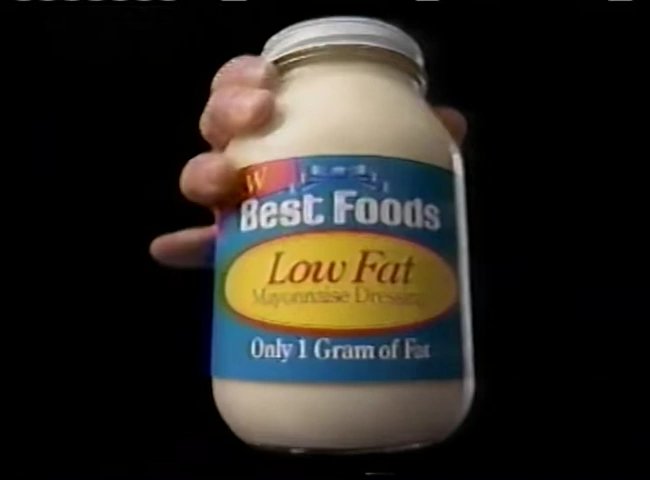 W
Best Foods
Low Fat
Mayonnaise Dressing
Only 1 Gram of Fat